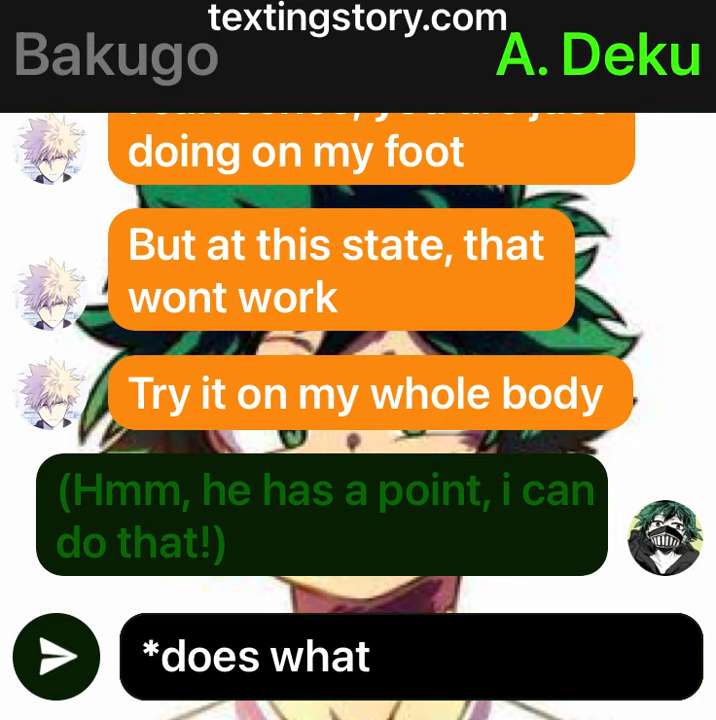 textingstory.com
Bakugo
A. Deku
doing on my foot
But at this state, that
wont work
Try it on my whole body
(Hmm, he has a point, i can
do that!)
*does what